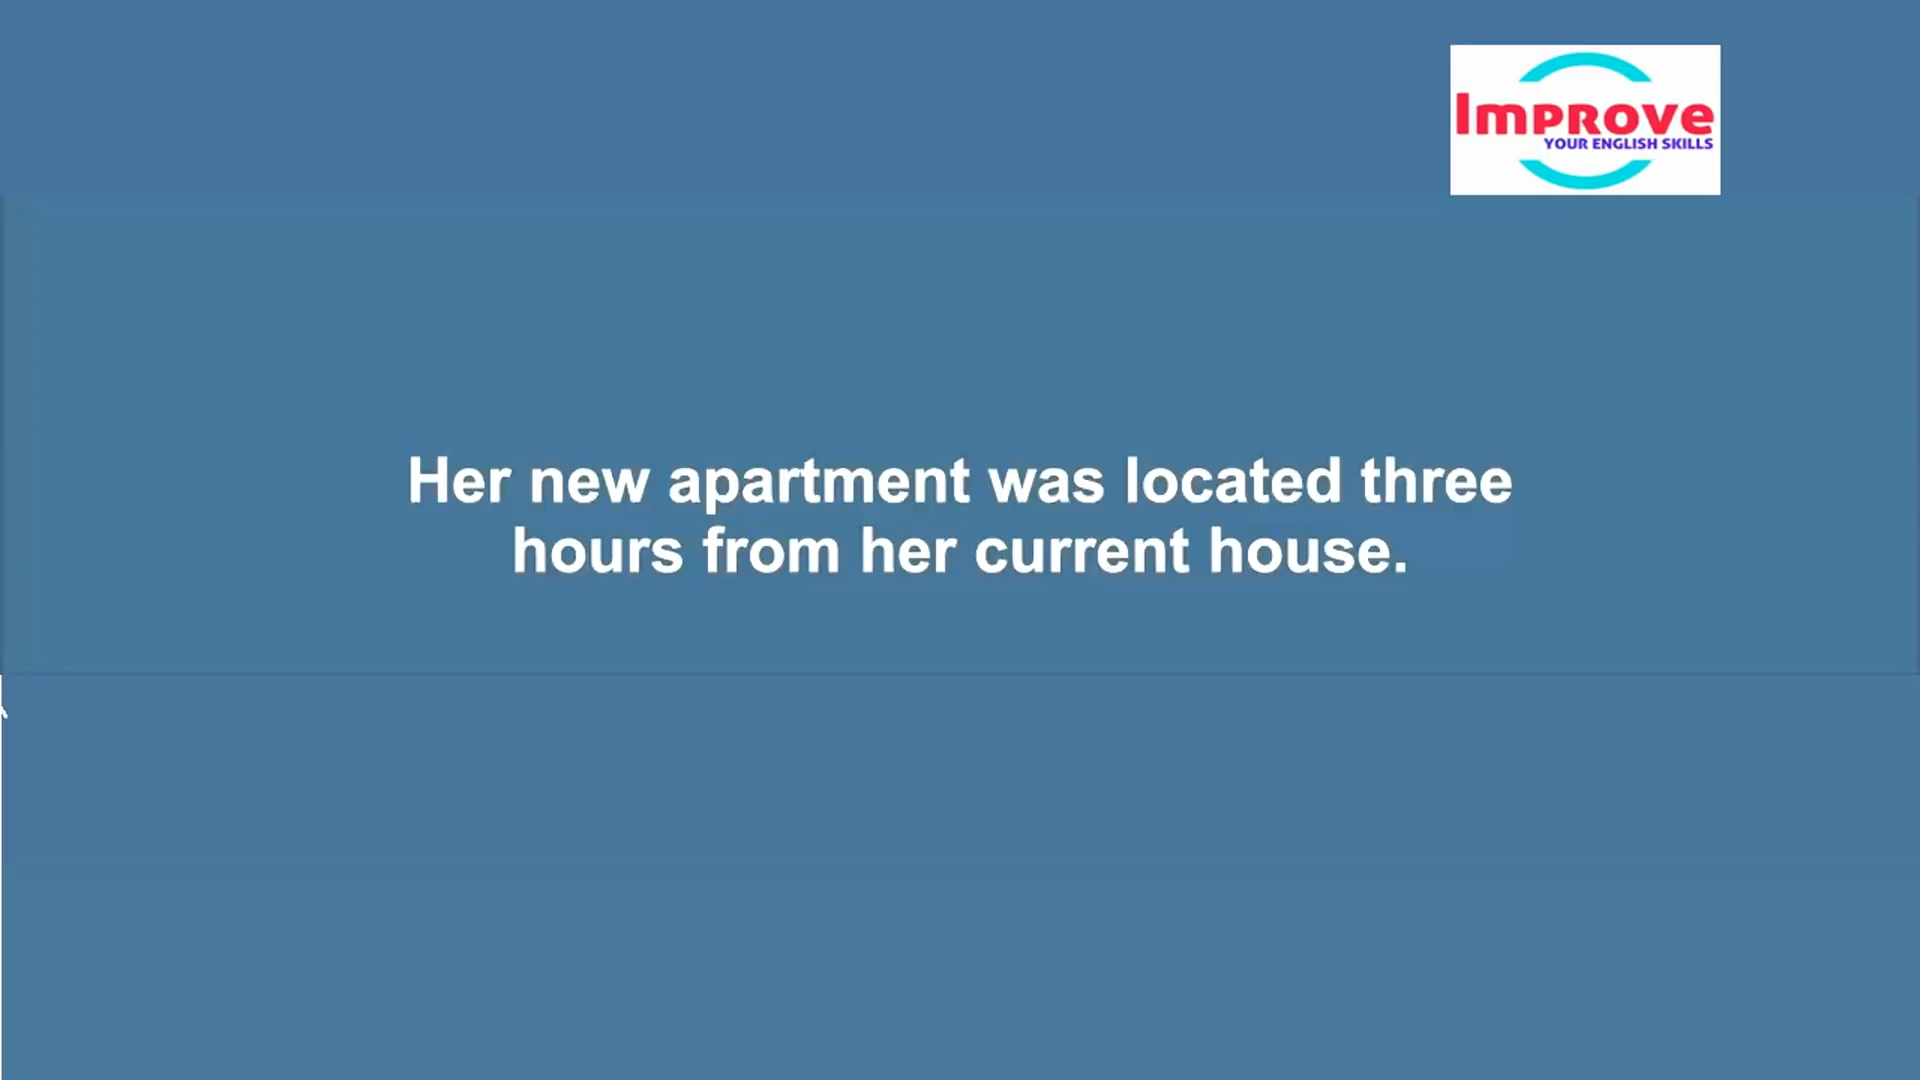 Improve
YOUR ENGLISH SKILLS
Her new apartment was located three
hours from her current house.